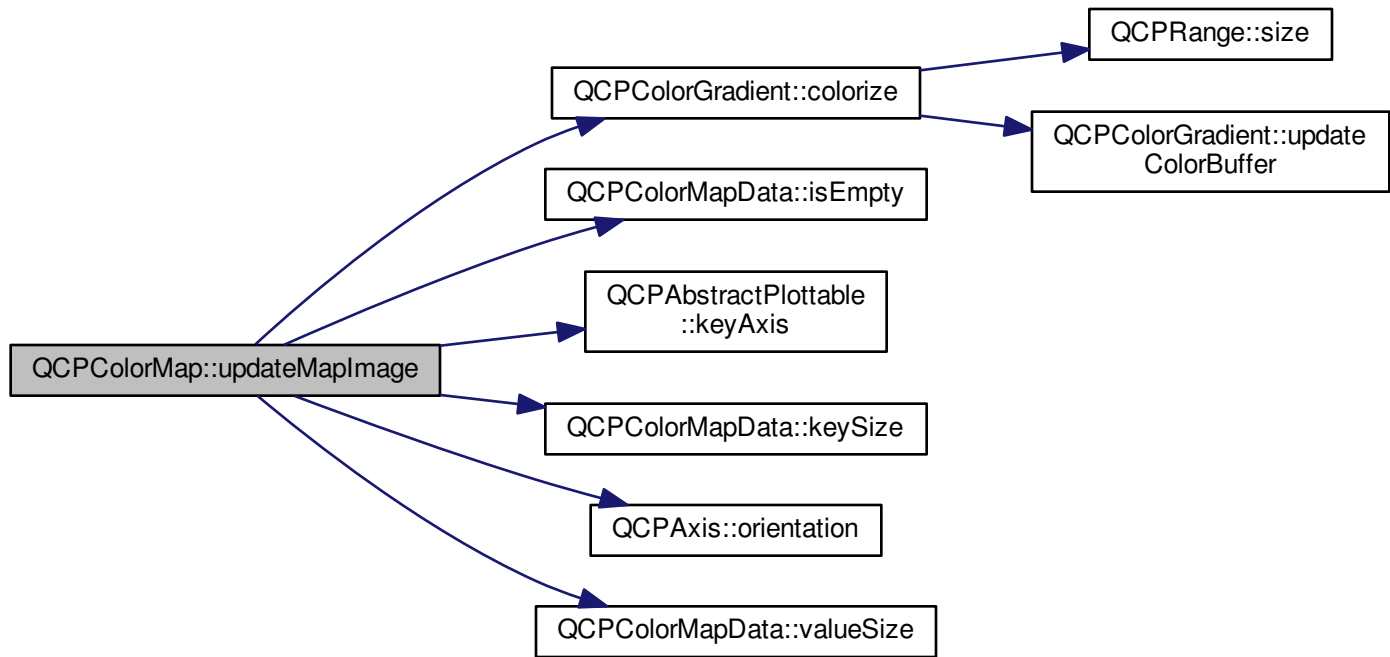 QCPRange::size
QCPColorGradient::colorize
QCPColorGradient::update
ColorBuffer
QCPColorMapData::isEmpty
QCPAbstractPlottable
::keyAxis
QCPColorMap::updateMapImage
QCPColorMapData::keySize
QCPAxis::orientation
QCPColorMapData::valueSize